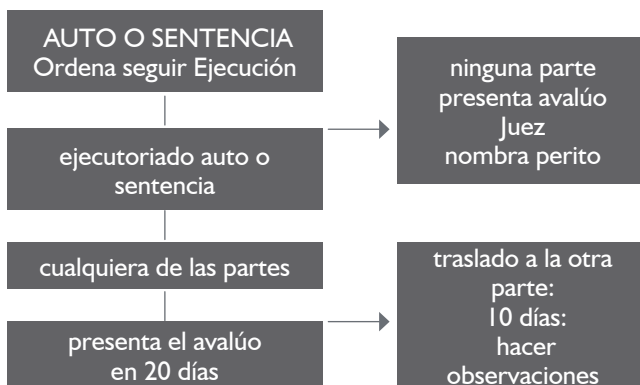 AUTO O SENTENCIA
Ordena seguir Ejecución
ejecutoriado auto o
sentencia
cualquiera de las partes
presenta el avalúo
en 20 días
ninguna parte
presenta avalúo
Juez
nombra perito
traslado a la otra
parte:
10 días:
hacer
observaciones